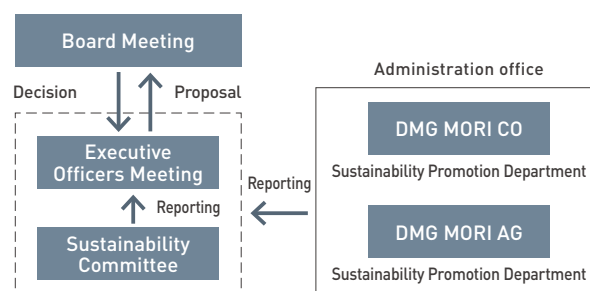 Board Meeting
Decision
Proposal
Executive
Officers Meeting
Reporting
Sustainability
Committee
Reporting
Administration office
DMG MORI CO
Sustainability Promotion Department
DMG MORI AG
Sustainability Promotion Department